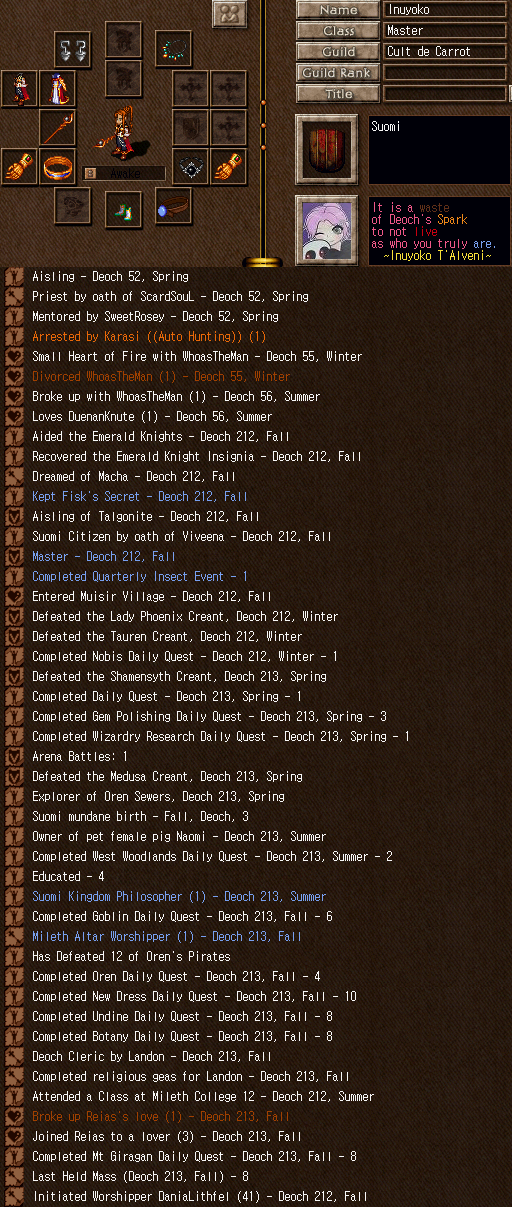 Name Inuyoko
Class Master
Guild Cult de Carrot
Guild Rank
Title
Suomi
Awake
It is a waste
of Deoch's Spark
to not live
as who you truly are.
~Inuyoko T'Alveni~
Aisling - Deoch 52, Spring
Priest by oath of ScardSouL - Deoch 52, Spring
Mentored by SweetRosey - Deoch 52, Spring
Arrested by Karasi ((Auto Hunting)) (1)
Small Heart of Fire with WhoasTheMan - Deoch 55, Winter
Divorced WhoasTheMan (1) - Deoch 55, Winter
Broke up with WhoasTheMan (1) - Deoch 56, Summer
Loves DuenanKnute (1) - Deoch 56, Summer
Aided the Emerald Knights - Deoch 212, Fall
Recovered the Emerald Knight Insignia - Deoch 212, Fall
Dreamed of Macha - Deoch 212, Fall
Kept Fisk's Secret - Deoch 212, Fall
Aisling of Talgonite - Deoch 212, Fall
Suomi Citizen by oath of Viveena - Deoch 212, Fall
Master - Deoch 212, Fall
Completed Quarterly Insect Event - 1
Entered Muisir Village - Deoch 212, Fall
Defeated the Lady Phoenix Creant, Deoch 212, Winter
Defeated the Tauren Creant, Deoch 212, Winter
Completed Nobis Daily Quest - Deoch 212, Winter - 1
Defeated the Shamensyth Creant, Deoch 213, Spring
Completed Daily Quest - Deoch 213, Spring - 1
Completed Gem Polishing Daily Quest - Deoch 213, Spring - 3
Completed Wizardry Research Daily Quest - Deoch 213, Spring - 1
Arena Battles: 1
Defeated the Medusa Creant, Deoch 213, Spring
Explorer of Oren Sewers, Deoch 213, Spring
Suomi mundane birth - Fall, Deoch, 3
Owner of pet female pig Naomi - Deoch 213, Summer
Completed West Woodlands Daily Quest - Deoch 213, Summer - 2
Educated - 4
Suomi Kingdom Philosopher (1) - Deoch 213, Summer
Completed Goblin Daily Quest - Deoch 213, Fall - 6
Mileth Altar Worshipper (1) - Deoch 213, Fall
Has Defeated 12 of Oren's Pirates
Completed Oren Daily Quest - Deoch 213, Fall - 4
Completed New Dress Daily Quest - Deoch 213, Fall - 10
Completed Undine Daily Quest - Deoch 213, Fall - 8
Completed Botany Daily Quest - Deoch 213, Fall - 8
Deoch Cleric by Landon - Deoch 213, Fall
Completed religious geas for Landon - Deoch 213, Fall
Attended a Class at Mileth College 12 - Deoch 212, Summer
Broke up Reias's love (1) - Deoch 213, Fall
Joined Reias to a lover (3) - Deoch 213, Fall
Completed Mt Giragan Daily Quest - Deoch 213, Fall - 8
Last Held Mass (Deoch 213, Fall) - 8
Initiated Worshipper DaniaLithfel (41) - Deoch 212, Fall